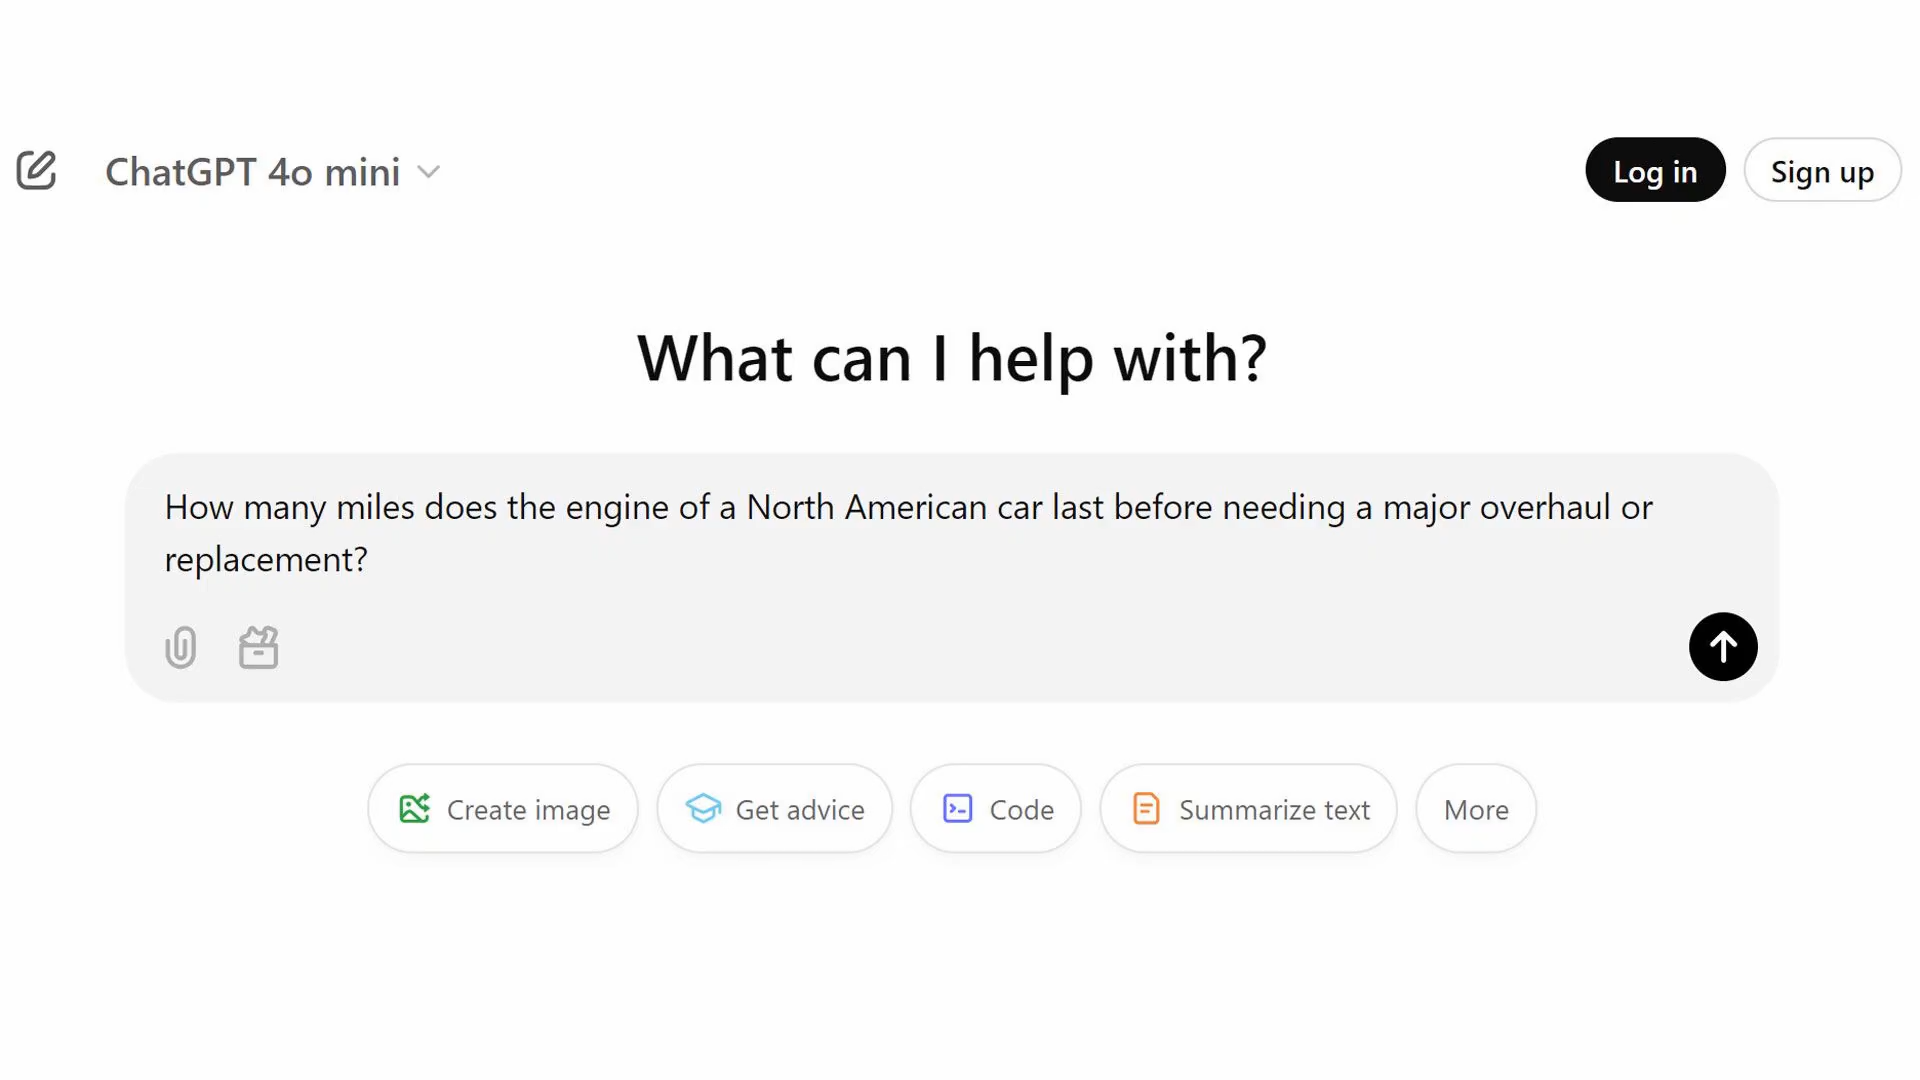 ChatGPT 4o mini
Log in
Sign up
What can I help with?
How many miles does the engine of a North American car last before needing a major overhaul or
replacement?
Create image
Get advice
Code
Summarize text
More